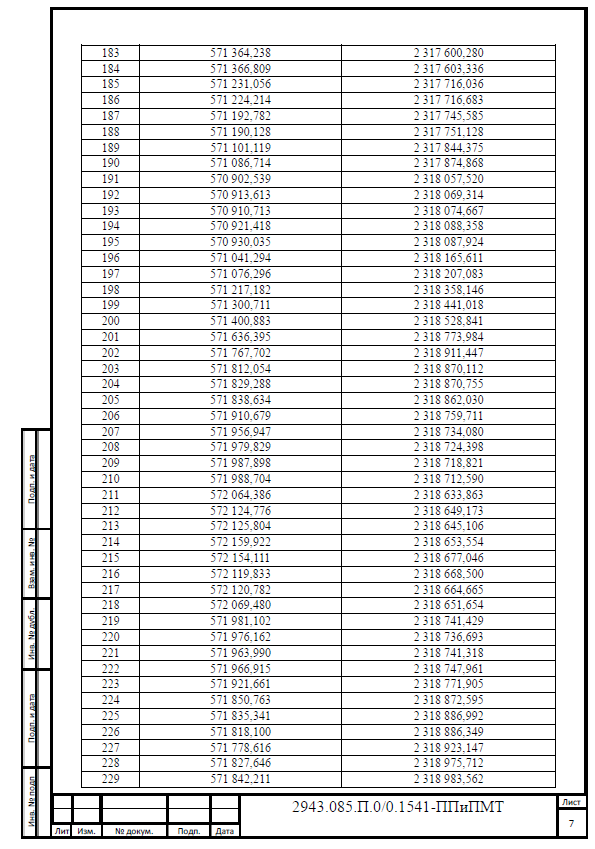 183 571 364,238 2 317 600,280
184 571 366,809 2 317 603,336
185 571 231,056 2 317 716,036
186 571 224,214 2 317 716,683
187 571 192,782 2 317 745,585
188 571 190,128 2 317 751,128
189 571 101,119 2 317 844,375
190 571 086,714 2 317 874,868
191 570 902,539 2 318 057,520
192 570 913,613 2 318 069,314
193 570 910,713 2 318 074,667
194 570 921,418 2 318 088,358
195 570 930,035 2 318 087,924
196 571 041,294 2 318 165,611
197 571 076,296 2 318 207,083
198 571 217,182 2 318 358,146
199 571 300,711 2 318 441,018
200 571 400,883 2 318 528,841
201 571 636,395 2 318 773,984
202 571 767,702 2 318 911,447
203 571 812,054 2 318 870,112
204 571 829,288 2 318 870,755
205 571 838,634 2 318 862,030
206 571 910,679 2 318 759,711
207 571 956,947 2 318 734,080
208 571 979,829 2 318 724,398
209 571 987,898 2 318 718,821
210 571 988,704 2 318 712,590
211 572 064,386 2 318 633,863
212 572 124,776 2 318 649,173
213 572 125,804 2 318 645,106
214 572 159,922 2 318 653,554
215 572 154,111 2 318 677,046
216 572 119,833 2 318 668,500
217 572 120,782 2 318 664,665
218 572 069,480 2 318 651,654
219 571 981,102 2 318 741,429
220 571 976,162 2 318 736,693
221 571 963,990 2 318 741,318
222 571 966,915 2 318 747,961
223 571 921,661 2 318 771,905
224 571 850,763 2 318 872,595
225 571 835,341 2 318 886,992
226 571 818,100 2 318 886,349
227 571 778,616 2 318 923,147
228 571 827,646 2 318 975,712
229 571 842,211 2 318 983,562
Подп. и дата
Взам. инв. №
Инв. № дубл.
Подп. и дата
Инв. № подп
2943.085.П.0/0.1541-ППиПМТ
Лист
7
Лит Изм. № докум. Подп. Дата